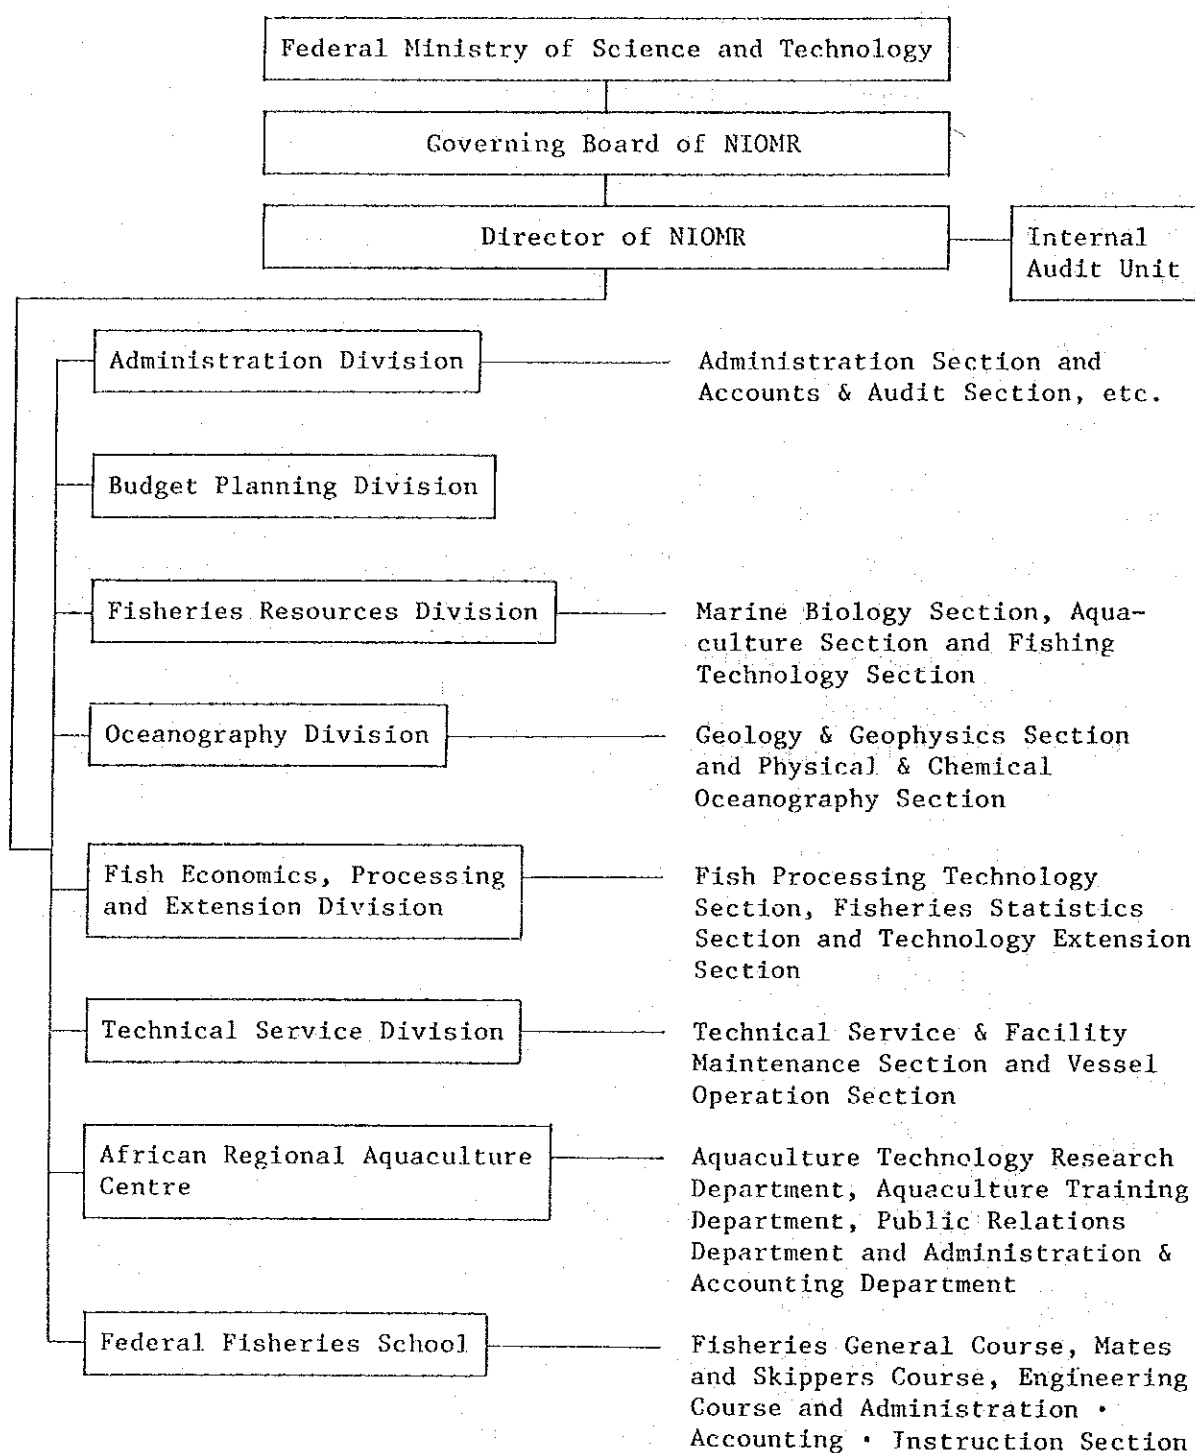 Federal Ministry of Science and Technology
Governing Board of NIOMR
Director of NIOMR
Internal
Audit Unit
Administration Division
Administration Section and
Accounts & Audit Section, etc.
Budget Planning Division
Fisheries Resources Division
Marine Biology Section, Aqua-
culture Section and Fishing
Technology Section
Oceanography Division
Geology & Geophysics Section
and Physical & Chemical
Oceanography Section
Fish Economics, Processing
and Extension Division
Fish Processing Technology
Section, Fisheries Statistics
Section and Technology Extension
Section
Technical Service Division
Technical Service & Facility
Maintenance Section and Vessel
Operation Section
African Regional Aquaculture
Centre
Aquaculture Technology Research
Department, Aquaculture Training
Department, Public Relations
Department and Administration &
Accounting Department
Federal Fisheries School
Fisheries General Course, Mates
and Skippers Course, Engineering
Course and Administration •
Accounting • Instruction Section